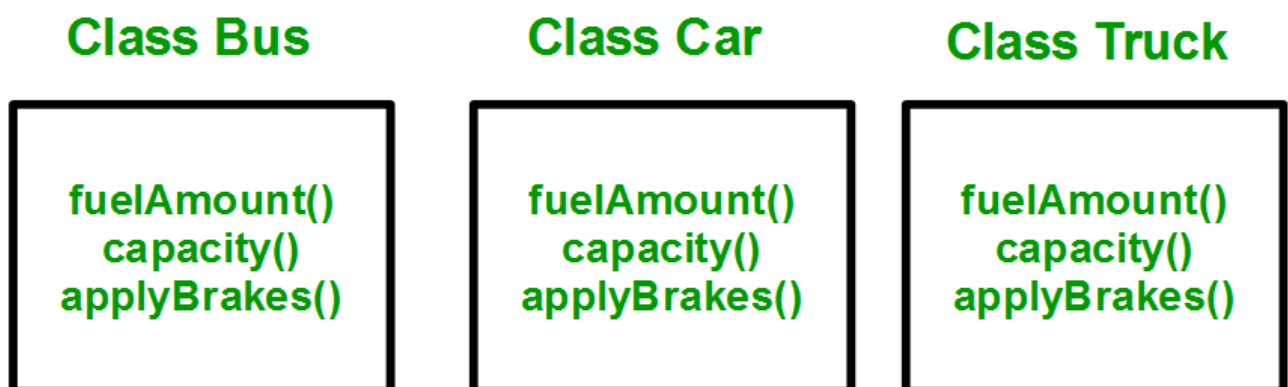 Class Bus
fuelAmount()
capacity()
applyBrakes()
Class Car
fuelAmount()
capacity()
applyBrakes()
Class Truck
fuelAmount()
capacity()
applyBrakes()